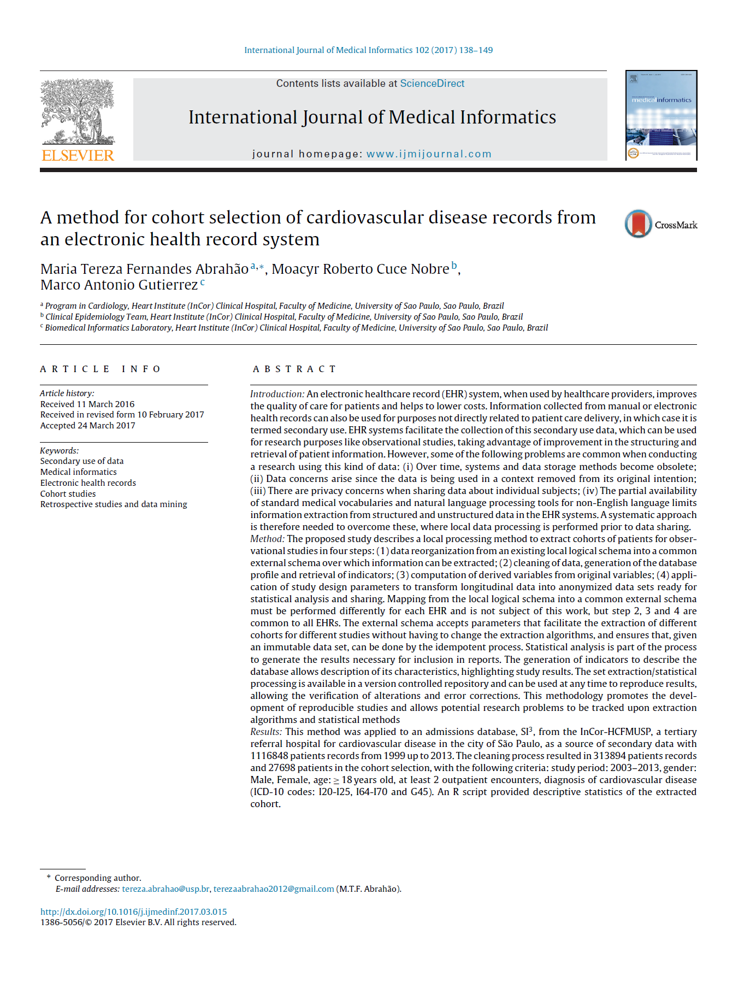 International Journal of Medical Informatics 102 (2017) 138–149
Contents lists available at ScienceDirect
International Journal of Medical Informatics
journal homepage: www.ijmijournal.com
ELSEVIER
medicalinformatics
A method for cohort selection of cardiovascular disease records from
an electronic health record system
CrossMark
Maria Tereza Fernandes Abrahão a,∗, Moacyr Roberto Cuce Nobre b,
Marco Antonio Gutierrez c
a Program in Cardiology, Heart Institute (InCor) Clinical Hospital, Faculty of Medicine, University of Sao Paulo, Sao Paulo, Brazil
b Clinical Epidemiology Team, Heart Institute (InCor) Clinical Hospital, Faculty of Medicine, University of Sao Paulo, Sao Paulo, Brazil
c Biomedical Informatics Laboratory, Heart Institute (InCor) Clinical Hospital, Faculty of Medicine, University of Sao Paulo, Sao Paulo, Brazil
ARTICLE INFO
Article history:
Received 11 March 2016
Received in revised form 10 February 2017
Accepted 24 March 2017
Keywords:
Secondary use of data
Medical informatics
Electronic health records
Cohort studies
Retrospective studies and data mining
ABSTRACT
Introduction: An electronic healthcare record (EHR) system, when used by healthcare providers, improves
the quality of care for patients and helps to lower costs. Information collected from manual or electronic
health records can also be used for purposes not directly related to patient care delivery, in which case it is
termed secondary use. EHR systems facilitate the collection of this secondary use data, which can be used
for research purposes like observational studies, taking advantage of improvement in the structuring and
retrieval of patient information. However, some of the following problems are common when conducting
a research using this kind of data: (i) Over time, systems and data storage methods become obsolete;
(ii) Data concerns arise since the data is being used in a context removed from its original intention;
(iii) There are privacy concerns when sharing data about individual subjects; (iv) The partial availability
of standard medical vocabularies and natural language processing tools for non-English language limits
information extraction from structured and unstructured data in the EHR systems. A systematic approach
is therefore needed to overcome these, where local data processing is performed prior to data sharing.
Method: The proposed study describes a local processing method to extract cohorts of patients for obser-
vational studies in four steps: (1) data reorganization from an existing local logical schema into a common
external schema over which information can be extracted; (2) cleaning of data, generation of the database
profile and retrieval of indicators; (3) computation of derived variables from original variables; (4) appli-
cation of study design parameters to transform longitudinal data into anonymized data sets ready for
statistical analysis and sharing. Mapping from the local logical schema into a common external schema
must be performed differently for each EHR and is not subject of this work, but step 2, 3 and 4 are
common to all EHRs. The external schema accepts parameters that facilitate the extraction of different
cohorts for different studies without having to change the extraction algorithms, and ensures that, given
an immutable data set, can be done by the idempotent process. Statistical analysis is part of the process
to generate the results necessary for inclusion in reports. The generation of indicators to describe the
database allows description of its characteristics, highlighting study results. The set extraction/statistical
processing is available in a version controlled repository and can be used at any time to reproduce results,
allowing the verification of alterations and error corrections. This methodology promotes the devel-
opment of reproducible studies and allows potential research problems to be tracked upon extraction
algorithms and statistical methods
Results: This method was applied to an admissions database, SI3, from the InCor-HCFMUSP, a tertiary
referral hospital for cardiovascular disease in the city of São Paulo, as a source of secondary data with
1116848 patients records from 1999 up to 2013. The cleaning process resulted in 313894 patients records
and 27698 patients in the cohort selection, with the following criteria: study period: 2003–2013, gender:
Male, Female, age: ≥ 18 years old, at least 2 outpatient encounters, diagnosis of cardiovascular disease
(ICD-10 codes: I20-I25, I64-I70 and G45). An R script provided descriptive statistics of the extracted
cohort.
∗ Corresponding author.
E-mail addresses: tereza.abrahao@usp.br, terezaabrahao2012@gmail.com (M.T.F. Abrahão).
http://dx.doi.org/10.1016/j.ijmedinf.2017.03.015
1386-5056/© 2017 Elsevier B.V. All rights reserved.